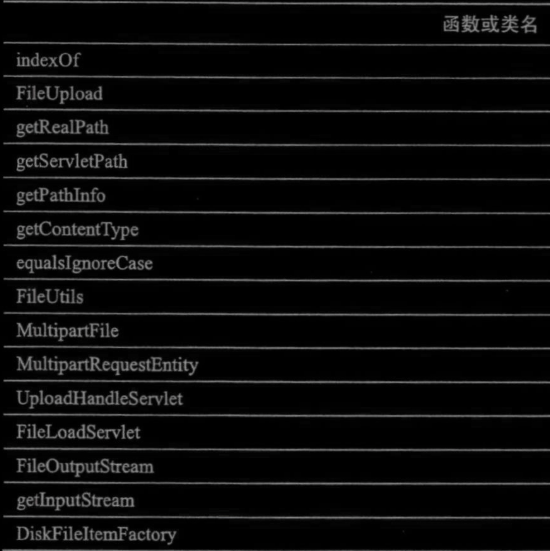 函数或类名
indexOf
FileUpload
getRealPath
getServletPath
getPathInfo
getContentType
equalsIgnoreCase
FileUtils
MultipartFile
MultipartRequestEntity
UploadHandleServlet
FileLoadServlet
FileOutputStream
getInputStream
DiskFileItemFactory